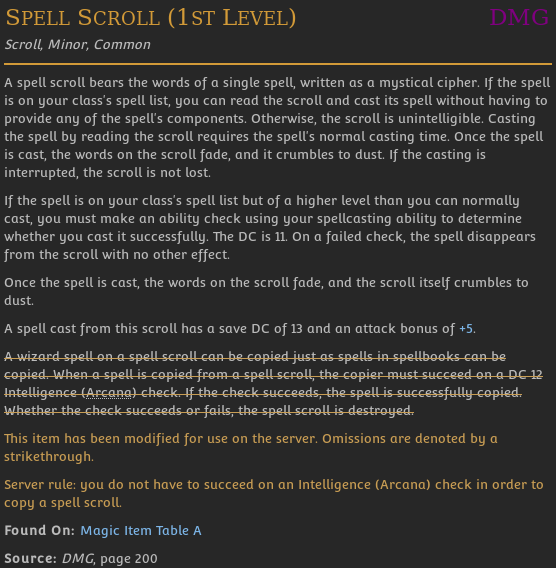 Spell Scroll (1st Level) DMG
Scroll, Minor, Common
A spell scroll bears the words of a single spell, written as a mystical cipher. If the spell
is on your class's spell list, you can read the scroll and cast its spell without having to
provide any of the spell's components. Otherwise, the scroll is unintelligible. Casting
the spell by reading the scroll requires the spell's normal casting time. Once the spell
is cast, the words on the scroll fade, and it crumbles to dust. If the casting is
interrupted, the scroll is not lost.
If the spell is on your class's spell list but of a higher level than you can normally
cast, you must make an ability check using your spellcasting ability to determine
whether you cast it successfully. The DC is 11. On a failed check, the spell disappears
from the scroll with no other effect.
Once the spell is cast, the words on the scroll fade, and the scroll itself crumbles to
dust.
A spell cast from this scroll has a save DC of 13 and an attack bonus of +5.
A wizard spell on a spell scroll can be copied just as spells in spellbooks can be
copied. When a spell is copied from a spell scroll, the copier must succeed on a DC 12
Intelligence (Arcana) check. If the check succeeds, the spell is successfully copied.
Whether the check succeeds or fails, the spell scroll is destroyed.
This item has been modified for use on the server. Omissions are denoted by a
strikethrough.
Server rule: you do not have to succeed on an Intelligence (Arcana) check in order to
copy a spell scroll.
Found On: Magic Item Table A
Source: DMG, page 200